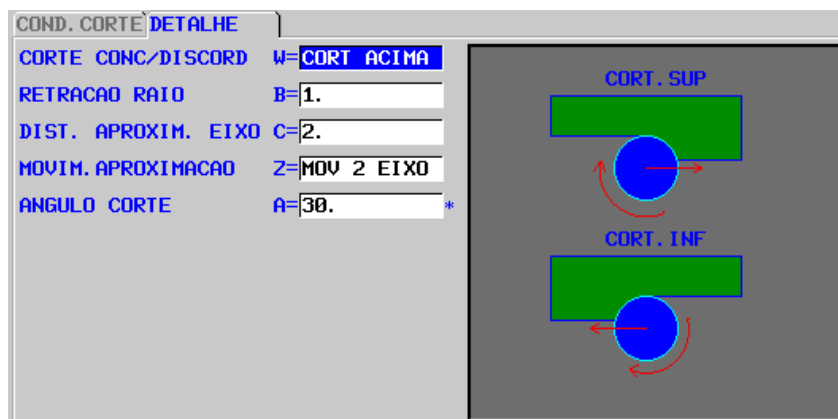 COND.CORTE DETALHE
CORTE CONC/DISCORD W=CORT ACIMA
RETRACAO RAIO B=1.
DIST. APROXIM. EIXO C=2.
MOVIM.APROXIMACAO Z=MOV 2 EIXO
ANGULO CORTE A=30. *
CORT.SUP
CORT.INF